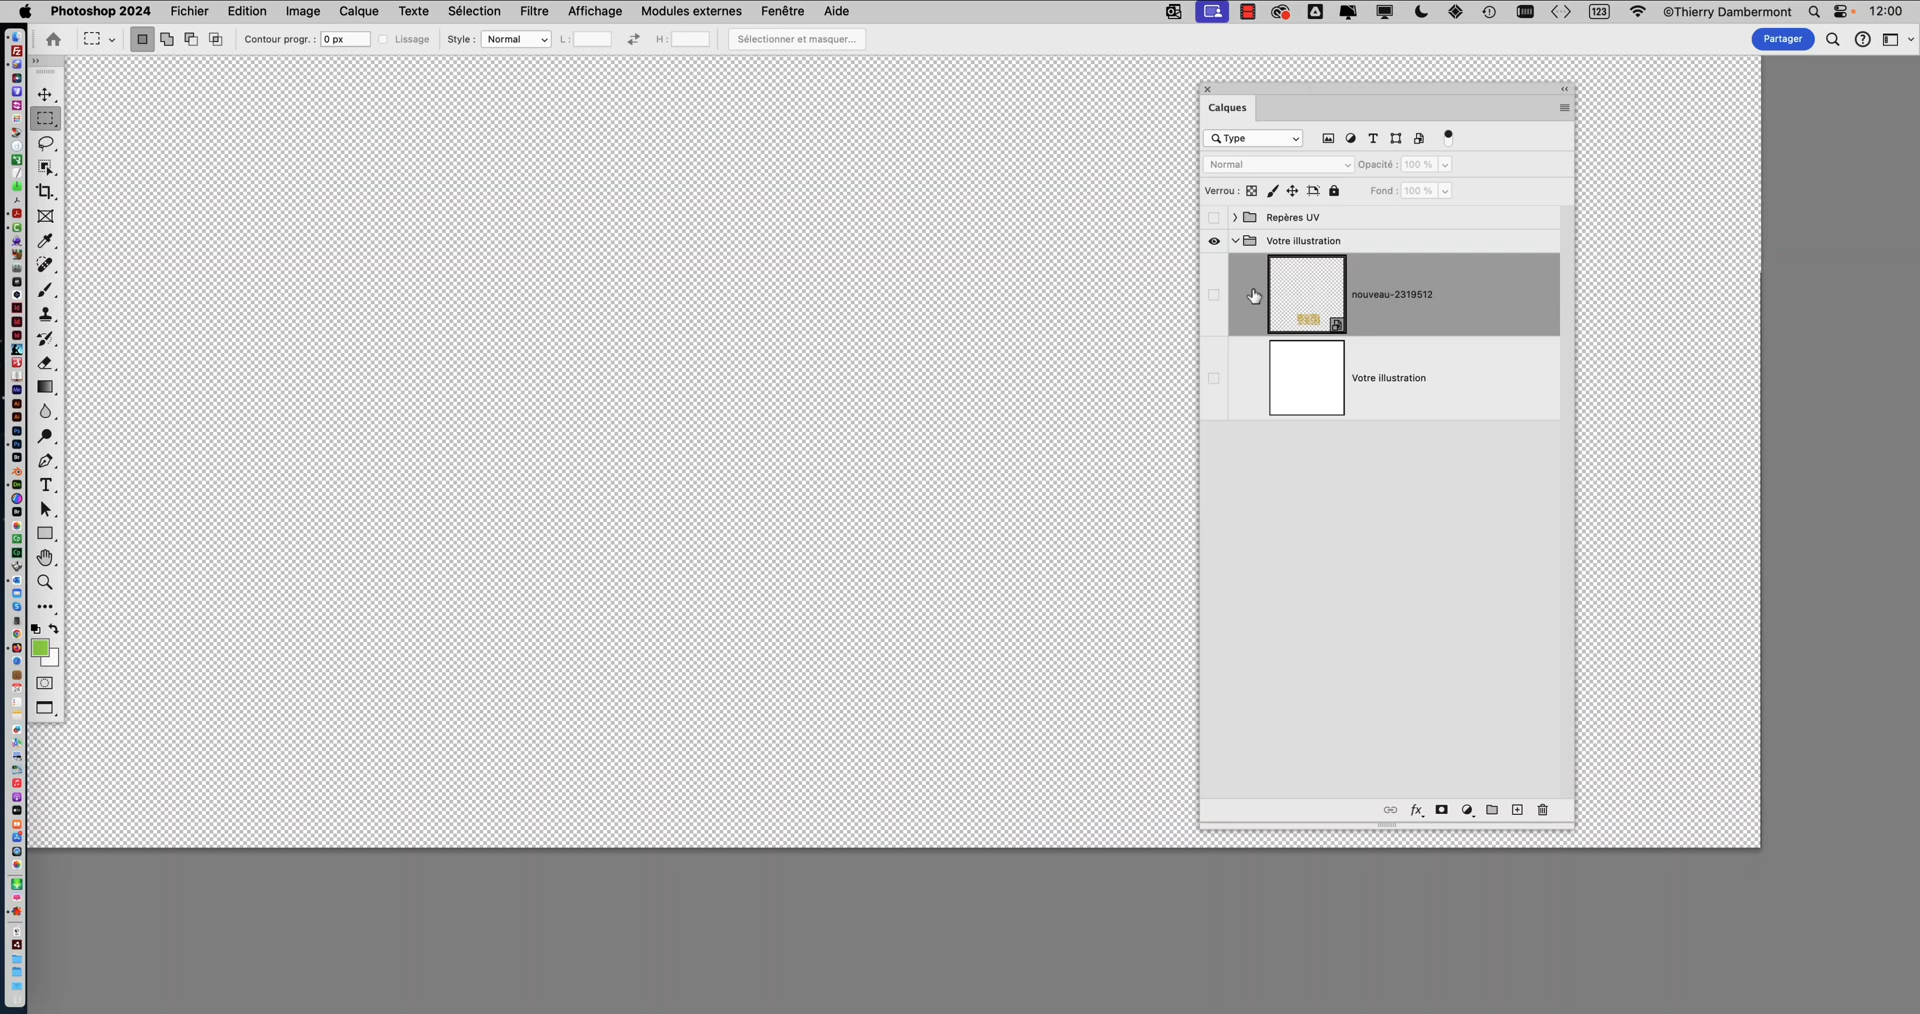 Photoshop 2024 Fichier Edition Image Calque Texte Sélection Filtre Affichage Modules externes Fenêtre Aide 123 ©Thierry Dambermont 12:00
Contour progr. : 0 px Lissage Style : Normal L : H : Sélectionner et masquer... Partager
Calques
Type
Normal Opacité : 100 %
Verrou : Fond : 100 %
Repères UV
Votre illustration
nouveau-2319512
Votre illustration
fx